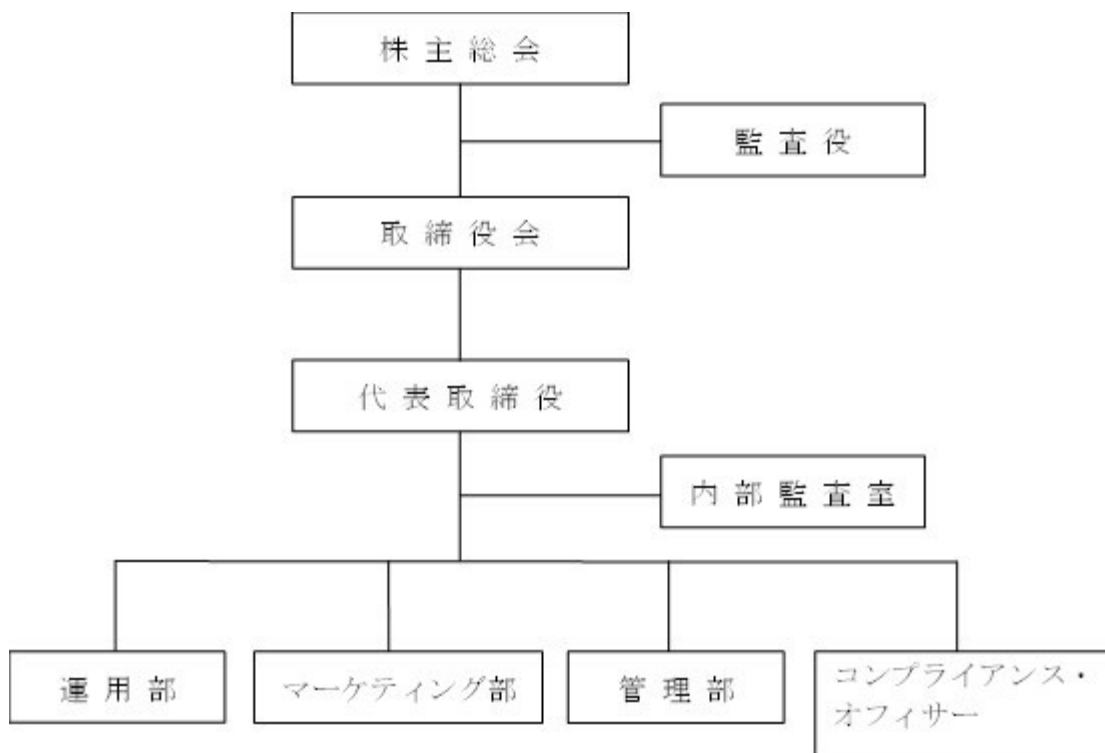 株主総会
監査役
取締役会
代表取締役
内部監査室
運用部
マーケティング部
管理部
コンプライアンス・
オフィサー